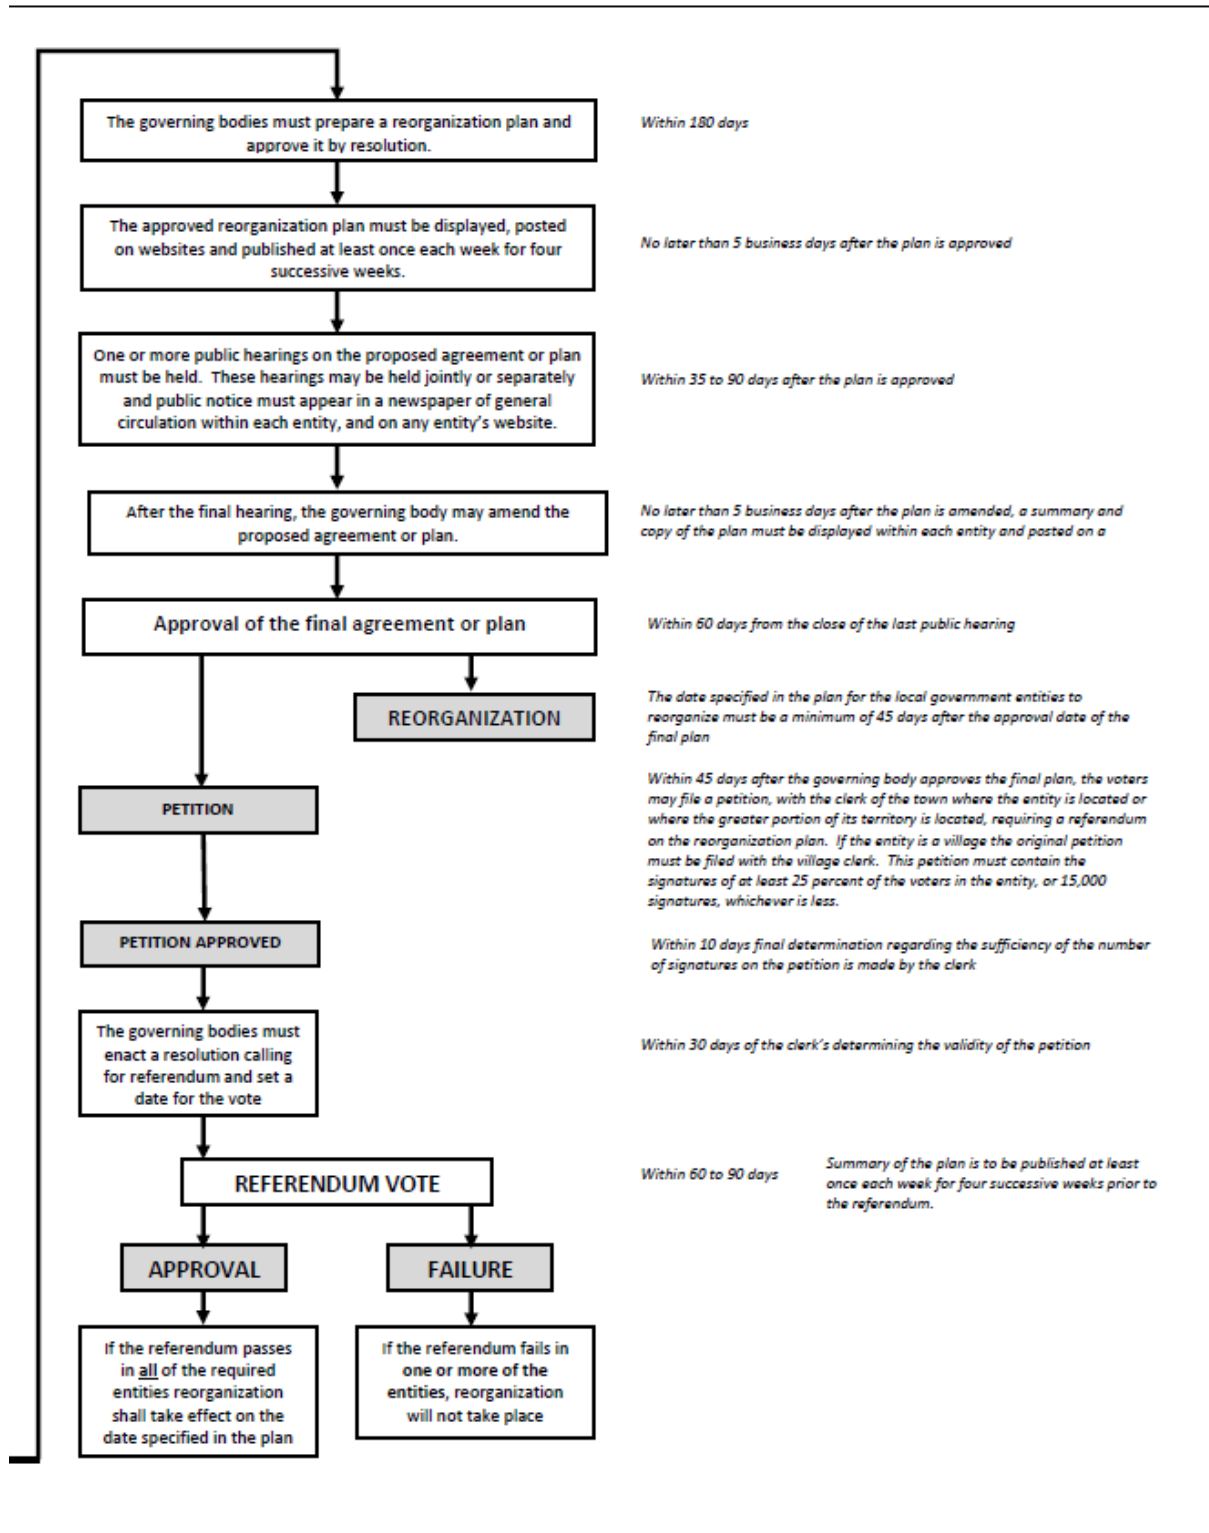 The governing bodies must prepare a reorganization plan and
approve it by resolution.
Within 180 days
The approved reorganization plan must be displayed, posted
on websites and published at least once each week for four
successive weeks.
No later than 5 business days after the plan is approved
One or more public hearings on the proposed agreement or plan
must be held. These hearings may be held jointly or separately
and public notice must appear in a newspaper of general
circulation within each entity, and on any entity's website.
Within 35 to 90 days after the plan is approved
After the final hearing, the governing body may amend the
proposed agreement or plan.
No later than 5 business days after the plan is amended, a summary and
copy of the plan must be displayed within each entity and posted on a
Approval of the final agreement or plan
Within 60 days from the close of the last public hearing
REORGANIZATION
The date specified in the plan for the local government entities to
reorganize must be a minimum of 45 days after the approval date of the
final plan
PETITION
Within 45 days after the governing body approves the final plan, the voters
may file a petition, with the clerk of the town where the entity is located or
where the greater portion of its territory is located, requiring a referendum
on the reorganization plan. If the entity is a village the original petition
must be filed with the village clerk. This petition must contain the
signatures of at least 25 percent of the voters in the entity, or 15,000
signatures, whichever is less.
PETITION APPROVED
Within 10 days final determination regarding the sufficiency of the number
of signatures on the petition is made by the clerk
The governing bodies must
enact a resolution calling
for referendum and set a
date for the vote
Within 30 days of the clerk's determining the validity of the petition
REFERENDUM VOTE
Within 60 to 90 days
Summary of the plan is to be published at least
once each week for four successive weeks prior to
the referendum.
APPROVAL
FAILURE
If the referendum passes
in all of the required
entities reorganization
shall take effect on the
date specified in the plan
If the referendum fails in
one or more of the
entities, reorganization
will not take place